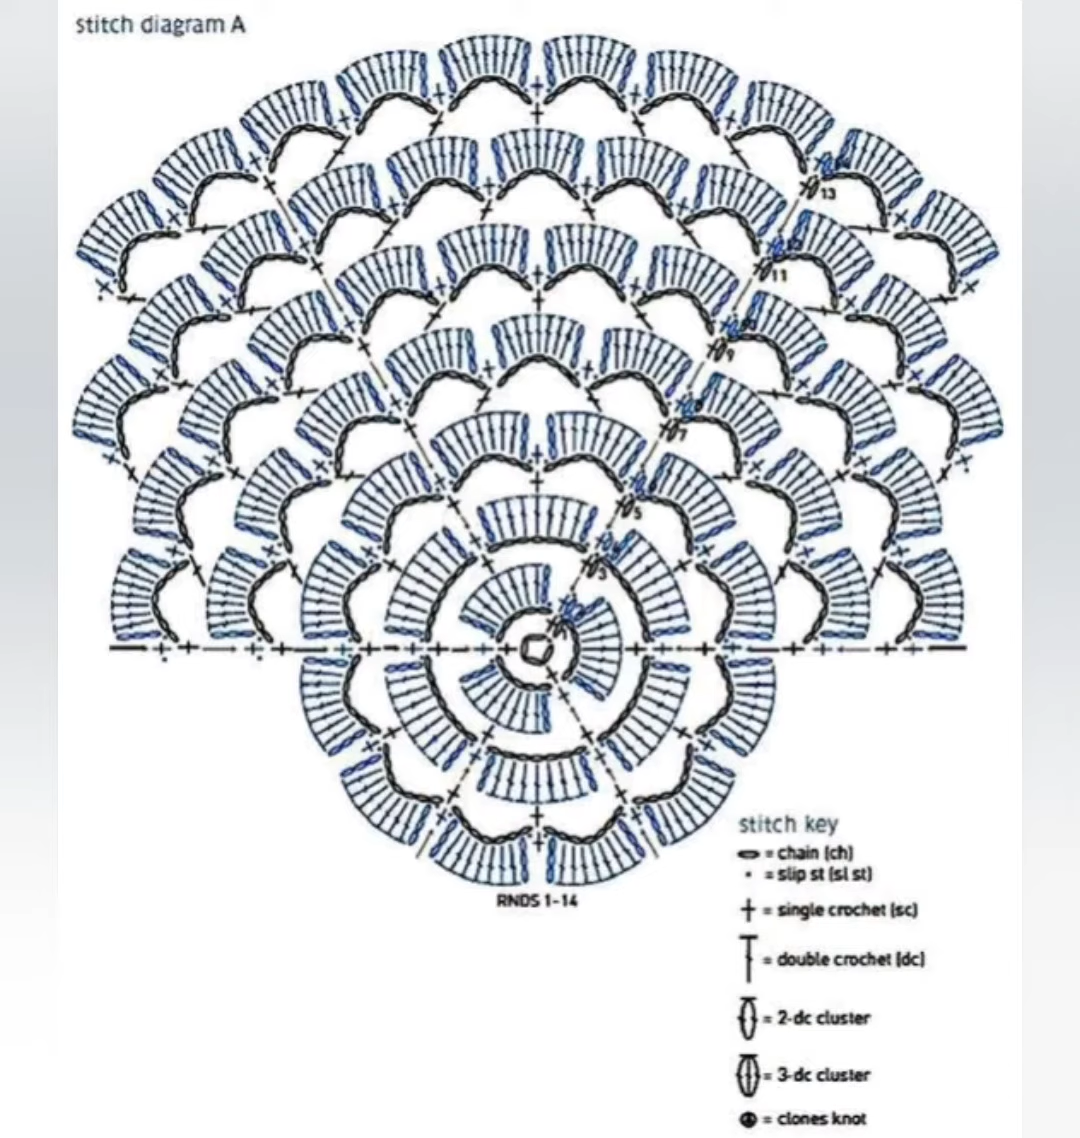 stitch diagram A
13
11
9
7
5
3
RNDS 1-14
stitch key
= chain (ch)
= slip st (sl st)
= single crochet (sc)
= double crochet (dc)
= 2-dc cluster
= 3-dc cluster
= clones knot